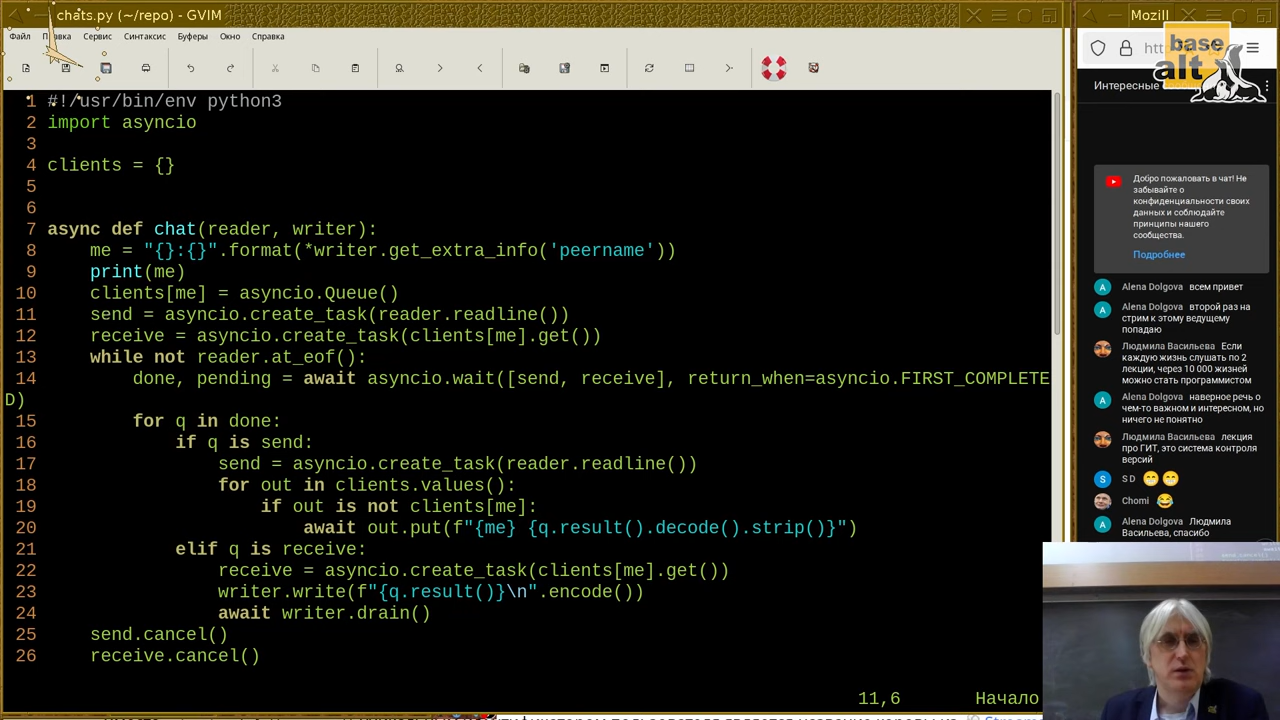 chats.py (~/repo) - GVIM
Файл Правка Сервис Синтаксис Буферы Окно Справка
1 #!/usr/bin/env python3
2 import asyncio
3
4 clients = {}
5
6
7 async def chat(reader, writer):
8     me = "{}:{}".format(*writer.get_extra_info('peername'))
9     print(me)
10     clients[me] = asyncio.Queue()
11     send = asyncio.create_task(reader.readline())
12     receive = asyncio.create_task(clients[me].get())
13     while not reader.at_eof():
14         done, pending = await asyncio.wait([send, receive], return_when=asyncio.FIRST_COMPLETE
D)
15         for q in done:
16             if q is send:
17                 send = asyncio.create_task(reader.readline())
18                 for out in clients.values():
19                     if out is not clients[me]:
20                         await out.put(f"{me} {q.result().decode().strip()}")
21             elif q is receive:
22                 receive = asyncio.create_task(clients[me].get())
23                 writer.write(f"{q.result()}\n".encode())
24                 await writer.drain()
25     send.cancel()
26     receive.cancel()
11,6 Начало
Mozill
htt
base
alt
Интересные
Добро пожаловать в чат! Не
забывайте о
конфиденциальности своих
данных и соблюдайте
принципы нашего
сообщества.
Подробнее
A Alena Dolgova всем привет
A Alena Dolgova второй раз на
стрим к этому ведущему
попадаю
Людмила Васильева Если
каждую жизнь слушать по 2
лекции, через 10 000 жизней
можно стать программистом
A Alena Dolgova наверное речь о
чем-то важном и интересном, но
ничего не понятно
Людмила Васильева лекция
про ГИТ, это система контроля
версий
S S D 😁😁
Chomi 😂
A Alena Dolgova Людмила
Васильева, спасибо